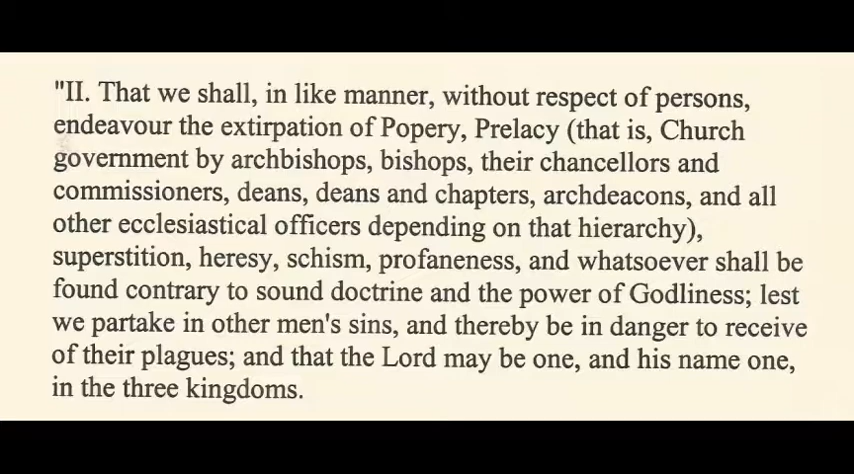 "II. That we shall, in like manner, without respect of persons,
endeavour the extirpation of Popery, Prelacy (that is, Church
government by archbishops, bishops, their chancellors and
commissioners, deans, deans and chapters, archdeacons, and all
other ecclesiastical officers depending on that hierarchy),
superstition, heresy, schism, profaneness, and whatsoever shall be
found contrary to sound doctrine and the power of Godliness; lest
we partake in other men's sins, and thereby be in danger to receive
of their plagues; and that the Lord may be one, and his name one,
in the three kingdoms.